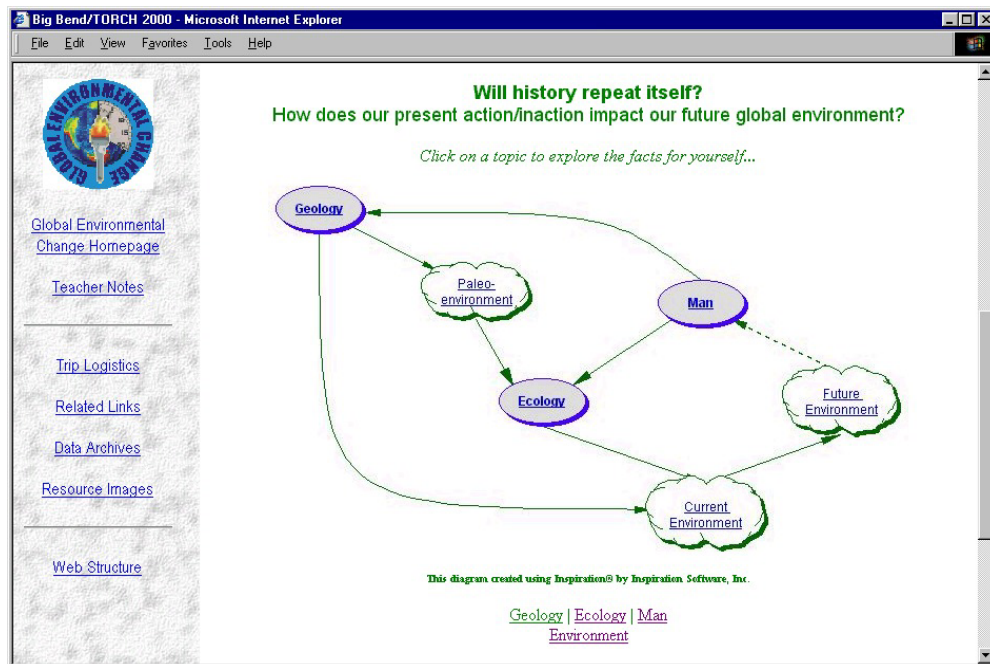 Big Bend/TORCH 2000 - Microsoft Internet Explorer
File Edit View Favorites Tools Help
GLOBAL ENVIRONMENTAL CHANGE
Global Environmental
Change Homepage
Teacher Notes
Trip Logistics
Related Links
Data Archives
Resource Images
Web Structure
Will history repeat itself?
How does our present action/inaction impact our future global environment?
Click on a topic to explore the facts for yourself...
Geology
Paleo-
environment
Man
Ecology
Future
Environment
Current
Environment
This diagram created using Inspiration® by Inspiration Software, Inc.
Geology | Ecology | Man
Environment